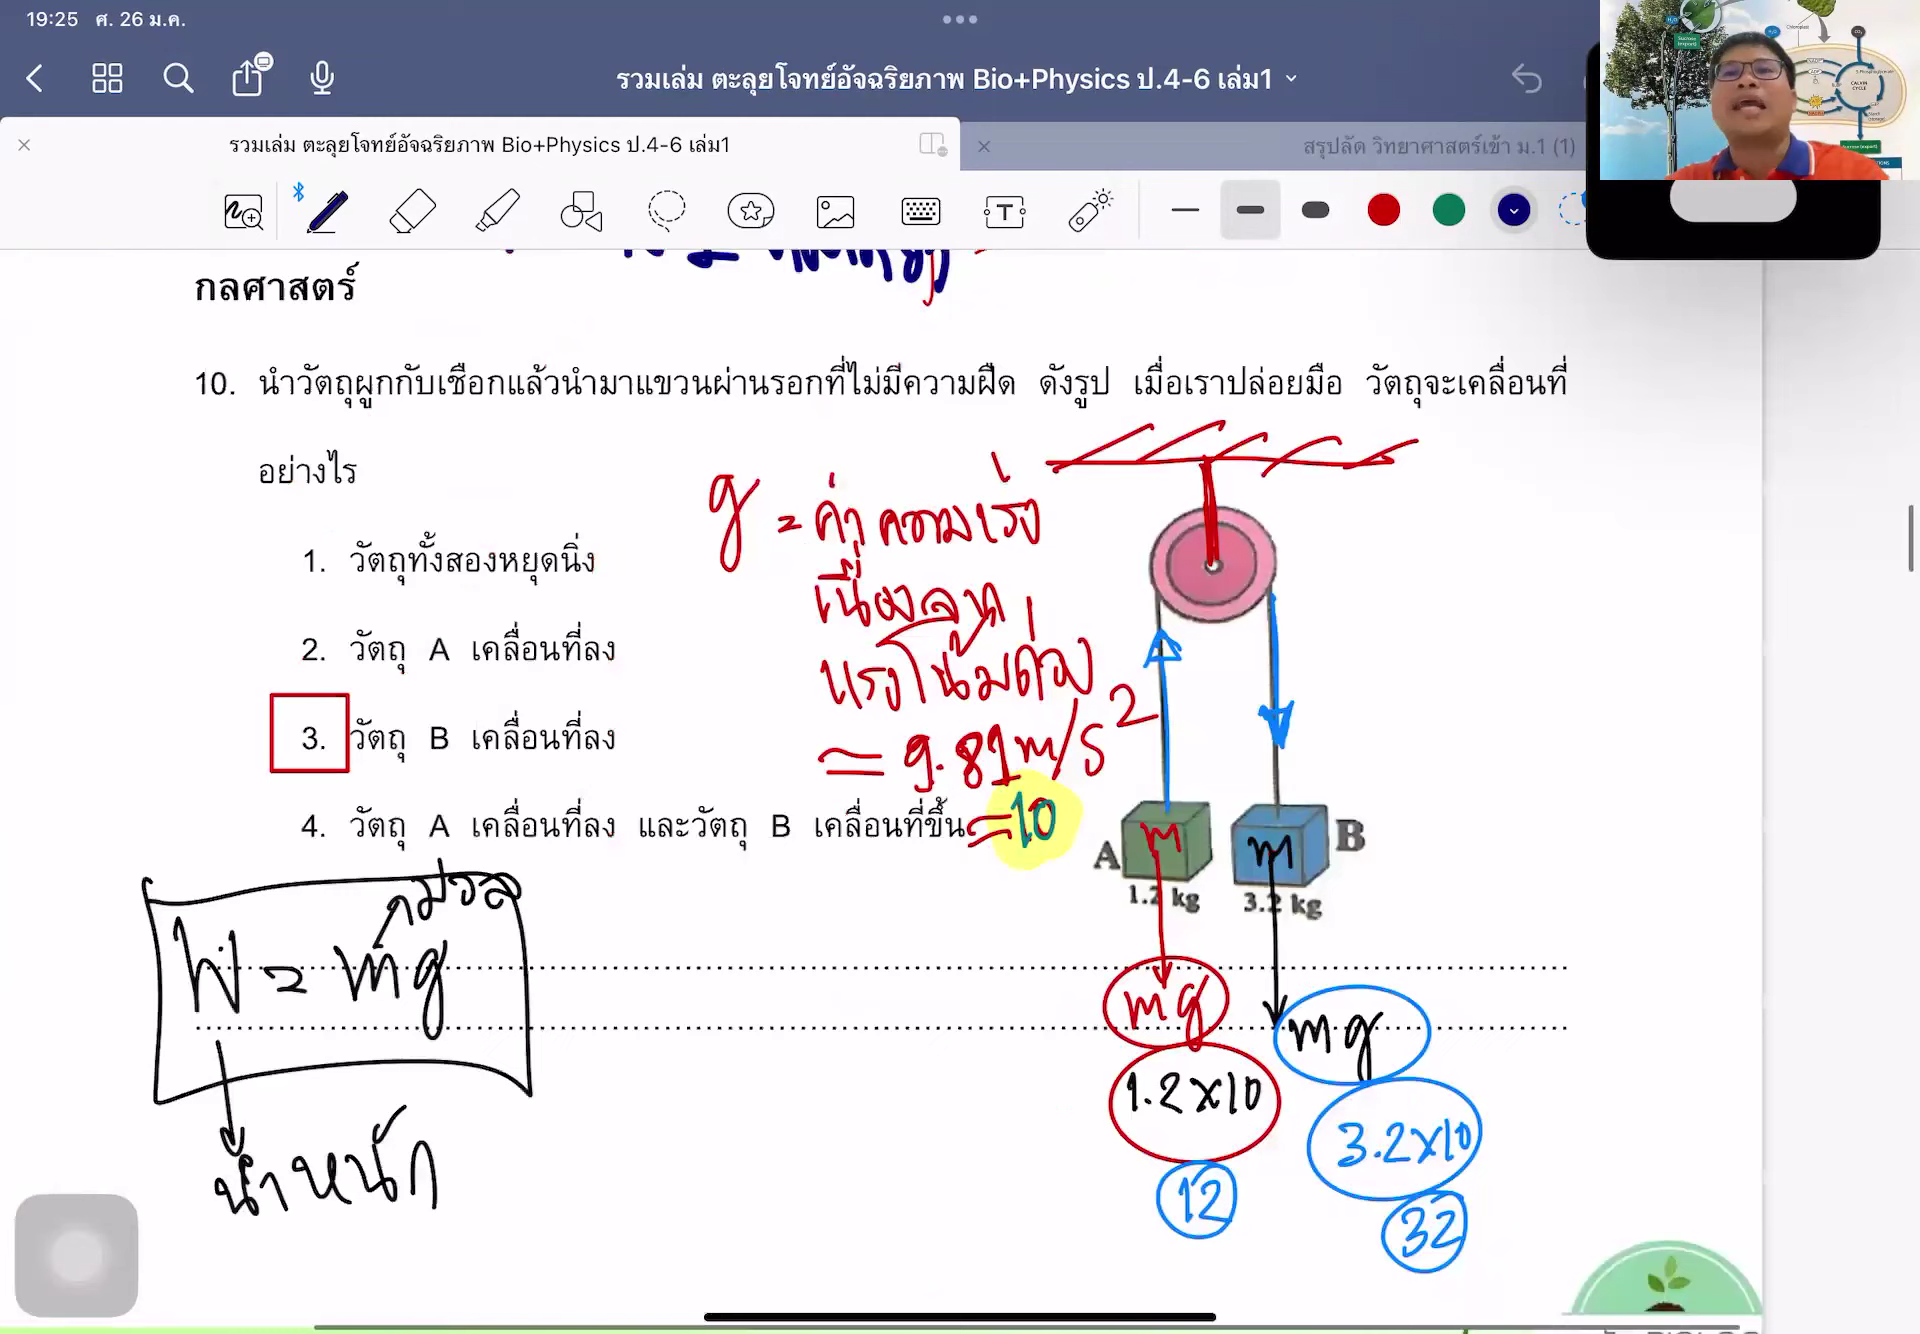 19:25 ศ. 26 ม.ค.
รวมเล่ม ตะลุยโจทย์อัจฉริยภาพ Bio+Physics ป.4-6 เล่ม1
รวมเล่ม ตะลุยโจทย์อัจฉริยภาพ Bio+Physics ป.4-6 เล่ม1
สรุปลัด วิทยาศาสตร์เข้า ม.1 (1)
กลศาสตร์
10. นำวัตถุผูกกับเชือกแล้วนำมาแขวนผ่านรอกที่ไม่มีความฝืด ดังรูป เมื่อเราปล่อยมือ วัตถุจะเคลื่อนที่
อย่างไร
1. วัตถุทั้งสองหยุดนิ่ง
2. วัตถุ A เคลื่อนที่ลง
3. วัตถุ B เคลื่อนที่ลง
4. วัตถุ A เคลื่อนที่ลง และวัตถุ B เคลื่อนที่ขึ้น
g = ค่าความเร่ง
เนื่องจาก
แรงโน้มถ่วง
≈ 9.81 m/s²
≈ 10
m
m
A
B
1.2 kg
3.2 kg
มวล
W = mg
น้ำหนัก
mg
mg
1.2×10
3.2×10
12
32